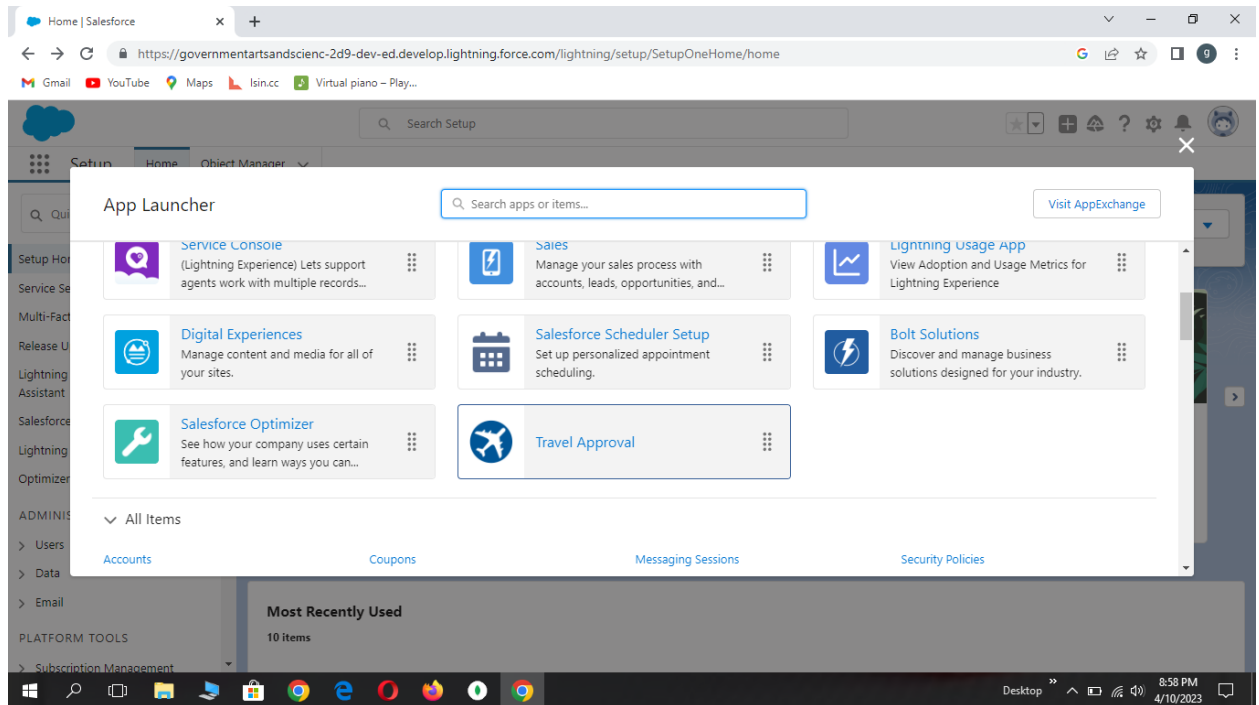 Home | Salesforce
https://governmentartsandscienc-2d9-dev-ed.develop.lightning.force.com/lightning/setup/SetupOneHome/home
g
Gmail YouTube Maps lsin.cc Virtual piano – Play...
Search Setup
Setup Home Object Manager
App Launcher
Search apps or items...
Visit AppExchange
Qui
Setup Hor
Service Se
Multi-Fact
Release U
Lightning
Assistant
Salesforce
Lightning
Optimizer
ADMINIS
Users
Data
Email
PLATFORM TOOLS
Subscription Management
Service Console
(Lightning Experience) Lets support
agents work with multiple records...
Sales
Manage your sales process with
accounts, leads, opportunities, and...
Lightning Usage App
View Adoption and Usage Metrics for
Lightning Experience
Digital Experiences
Manage content and media for all of
your sites.
Salesforce Scheduler Setup
Set up personalized appointment
scheduling.
Bolt Solutions
Discover and manage business
solutions designed for your industry.
Salesforce Optimizer
See how your company uses certain
features, and learn ways you can...
Travel Approval
All Items
Accounts Coupons Messaging Sessions Security Policies
Most Recently Used
10 items
Desktop
8:58 PM
4/10/2023